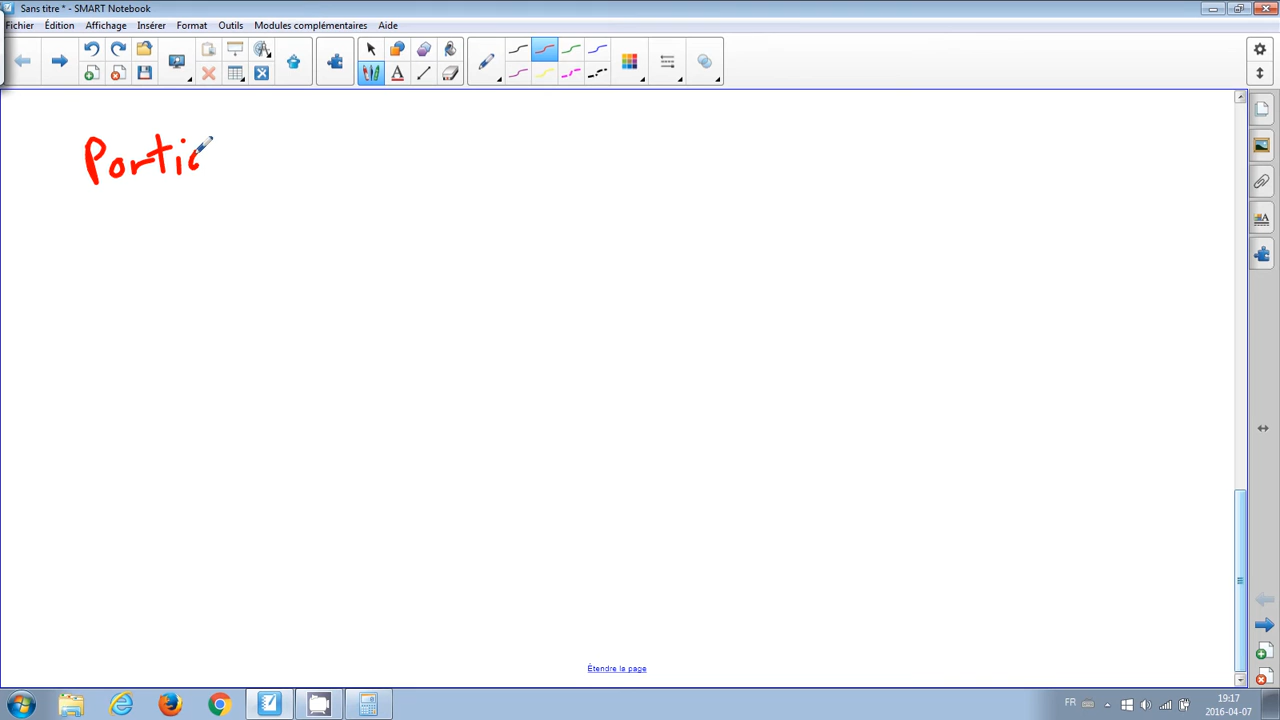 Sans titre * - SMART Notebook
Fichier Édition Affichage Insérer Format Outils Modules complémentaires Aide
Portio
Étendre la page
FR
19:17
2016-04-07